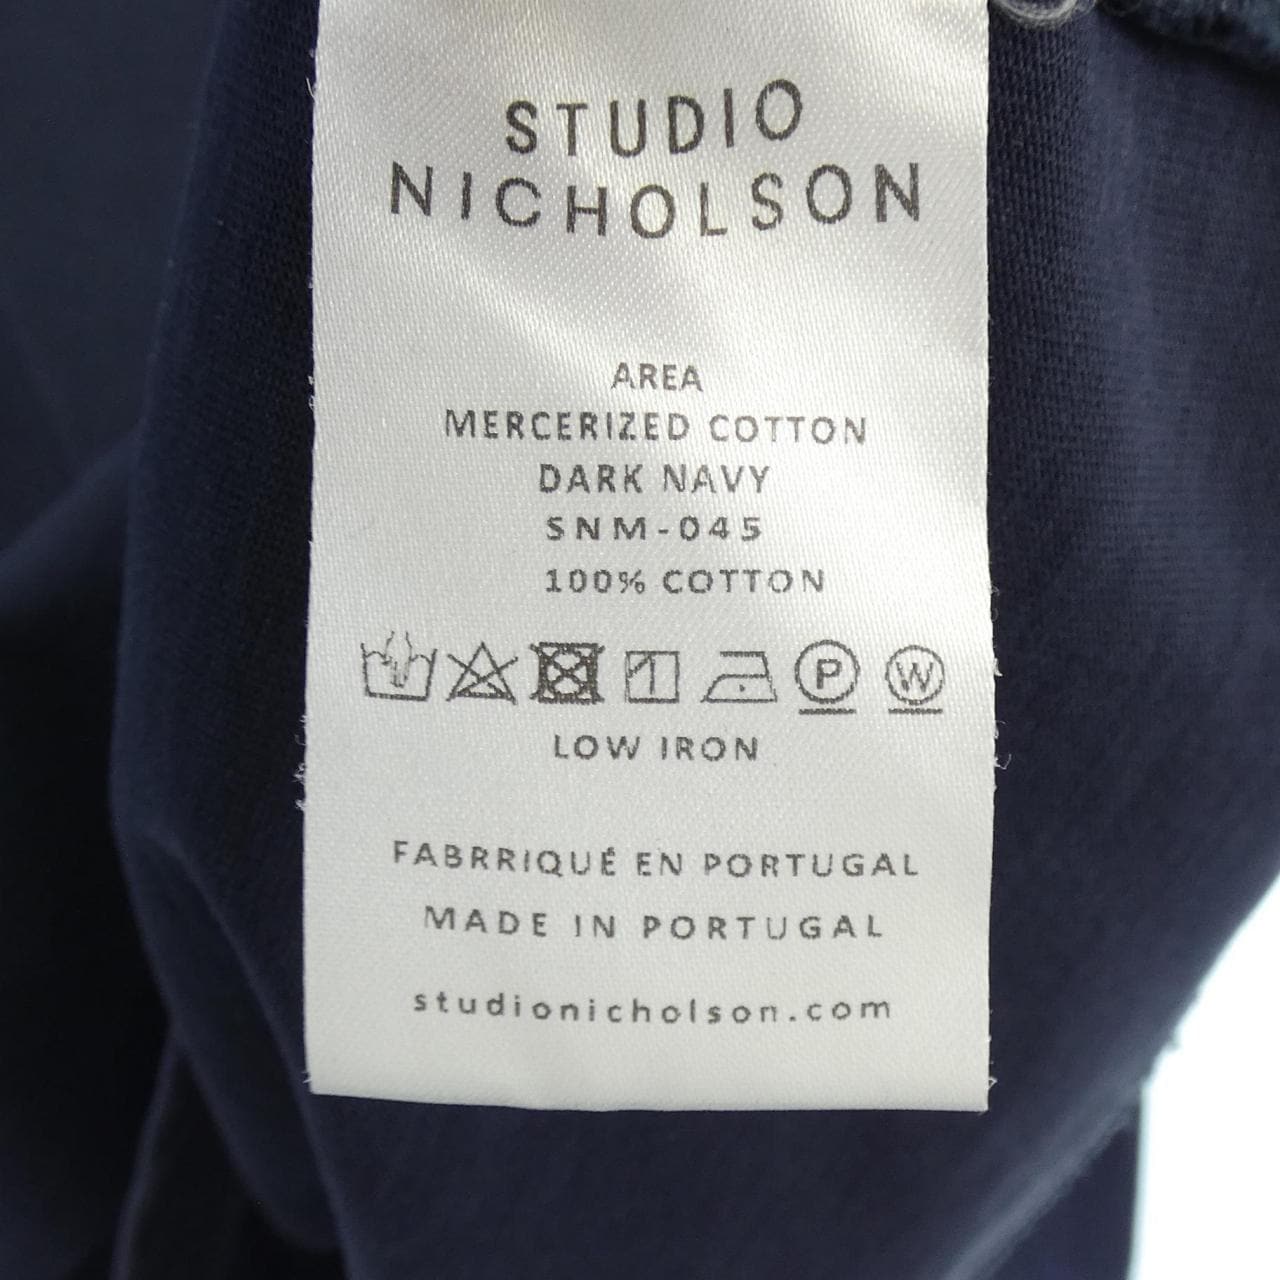 STUDIO
NICHOLSON
AREA
MERCERIZED COTTON
DARK NAVY
SNM-045
100% COTTON
P W
LOW IRON
FABRRIQUÉ EN PORTUGAL
MADE IN PORTUGAL
studionicholson.com